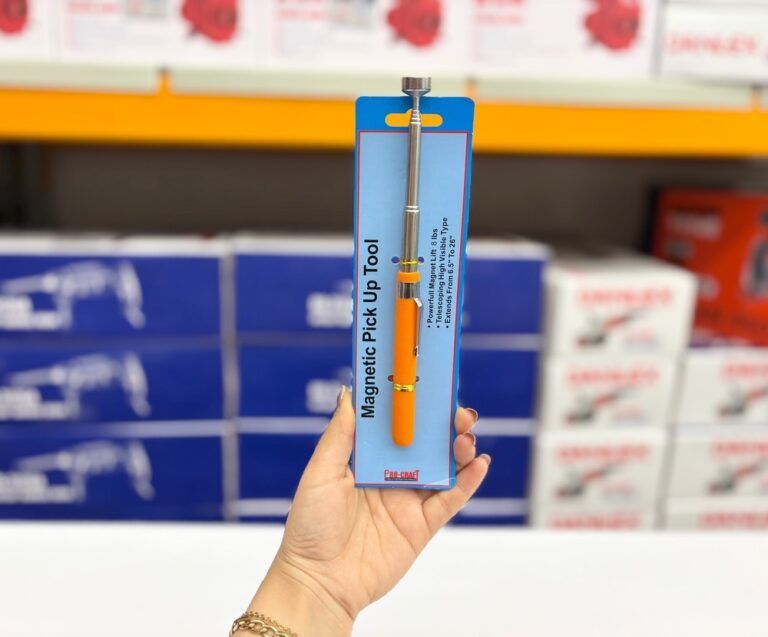 Magnetic Pick Up Tool
• Powerfull Magnet Lift 8 lbs
• Telescoping High Visible Type
• Extends From 6.5" To 26"
PRO-CRAFT